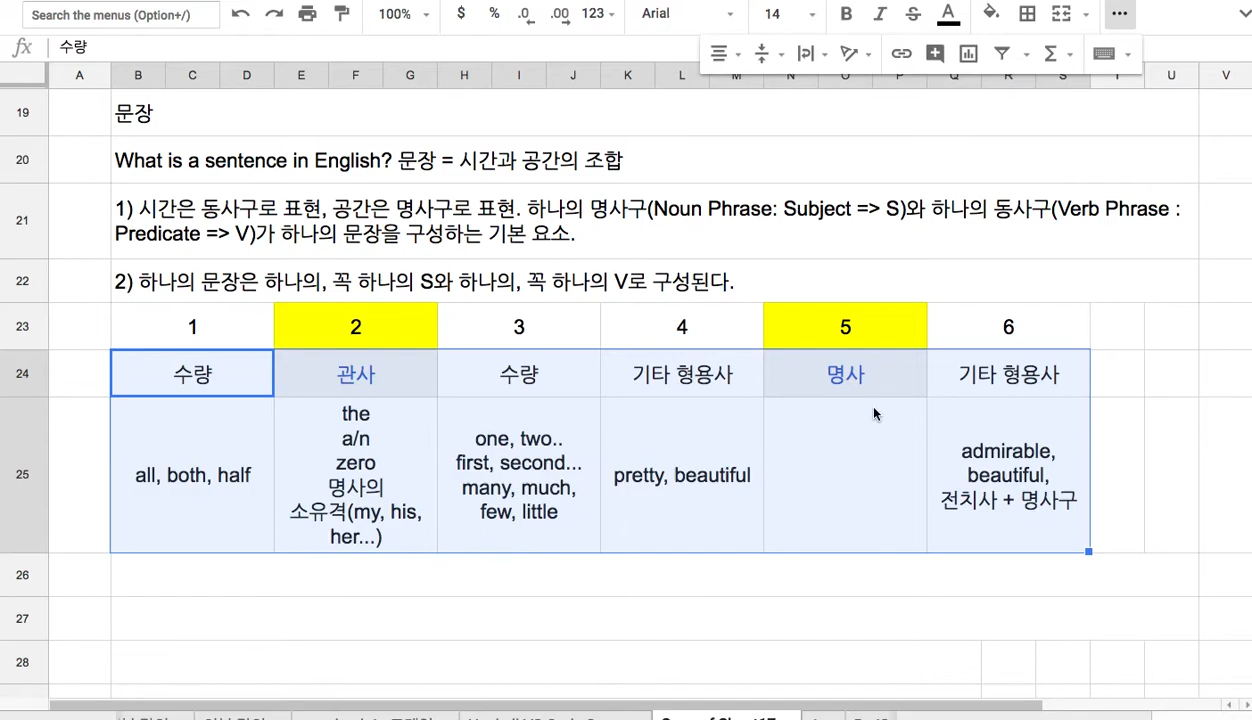 Search the menus (Option+/)
100%
$ % .0 .00 123
Arial
14
B I S A
fx 수량
A B C D E F G H I J K L M N O P Q R S T U V
19 문장
20 What is a sentence in English? 문장 = 시간과 공간의 조합
21 1) 시간은 동사구로 표현, 공간은 명사구로 표현. 하나의 명사구(Noun Phrase: Subject => S)와 하나의 동사구(Verb Phrase :
Predicate => V)가 하나의 문장을 구성하는 기본 요소.
22 2) 하나의 문장은 하나의, 꼭 하나의 S와 하나의, 꼭 하나의 V로 구성된다.
23 1 2 3 4 5 6
24 수량 관사 수량 기타 형용사 명사 기타 형용사
25
all, both, half
the
a/n
zero
명사의
소유격(my, his,
her...)
one, two..
first, second...
many, much,
few, little
pretty, beautiful
admirable,
beautiful,
전치사 + 명사구
26
27
28